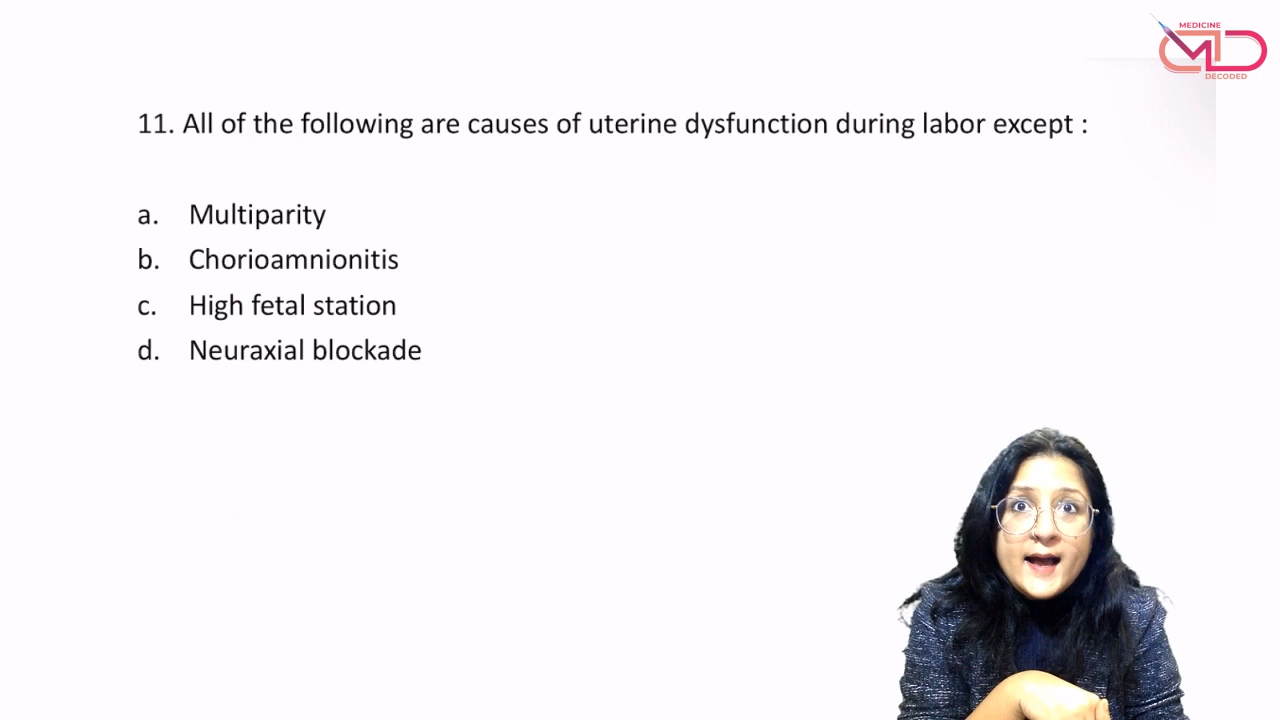 MEDICINE
MD
DECODED
11. All of the following are causes of uterine dysfunction during labor except :
a. Multiparity
b. Chorioamnionitis
c. High fetal station
d. Neuraxial blockade